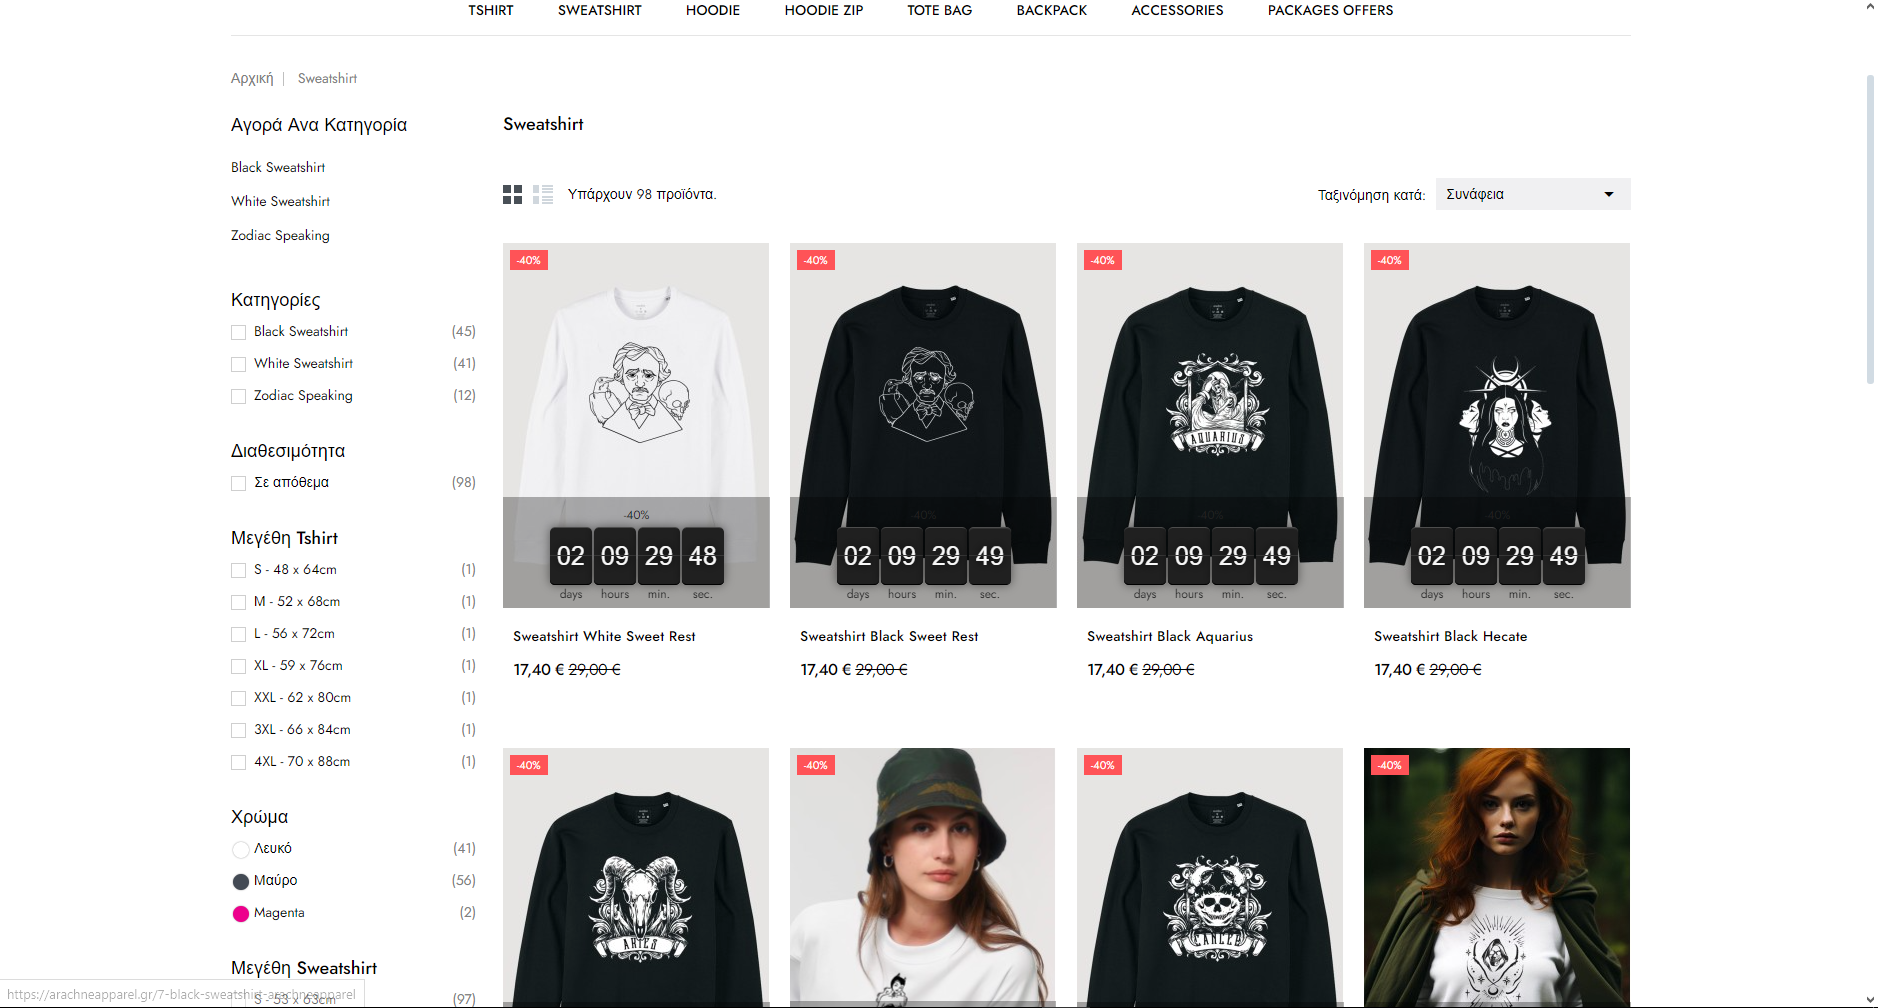 TSHIRT SWEATSHIRT HOODIE HOODIE ZIP TOTE BAG BACKPACK ACCESSORIES PACKAGES OFFERS
Αρχική | Sweatshirt
Αγορά Ανα Κατηγορία
Black Sweatshirt
White Sweatshirt
Zodiac Speaking
Κατηγορίες
Black Sweatshirt (45)
White Sweatshirt (41)
Zodiac Speaking (12)
Διαθεσιμότητα
Σε απόθεμα (98)
Μεγέθη Tshirt
S - 48 x 64cm (1)
M - 52 x 68cm (1)
L - 56 x 72cm (1)
XL - 59 x 76cm (1)
XXL - 62 x 80cm (1)
3XL - 66 x 84cm (1)
4XL - 70 x 88cm (1)
Χρώμα
Λευκό (41)
Μαύρο (56)
Magenta (2)
Μεγέθη Sweatshirt
S - 53 x 63cm (97)
https://arachneapparel.gr/7-black-sweatshirt-arachneapparel
Sweatshirt
Υπάρχουν 98 προϊόντα.
Ταξινόμηση κατά: Συνάφεια
-40% -40% -40% -40%
AQUARIUS
-40% -40% -40% -40%
02 09 29 48 02 09 29 49 02 09 29 49 02 09 29 49
days hours min. sec. days hours min. sec. days hours min. sec. days hours min. sec.
Sweatshirt White Sweet Rest Sweatshirt Black Sweet Rest Sweatshirt Black Aquarius Sweatshirt Black Hecate
17,40 € 29,00 € 17,40 € 29,00 € 17,40 € 29,00 € 17,40 € 29,00 €
-40% -40% -40% -40%
ARIES CANCER